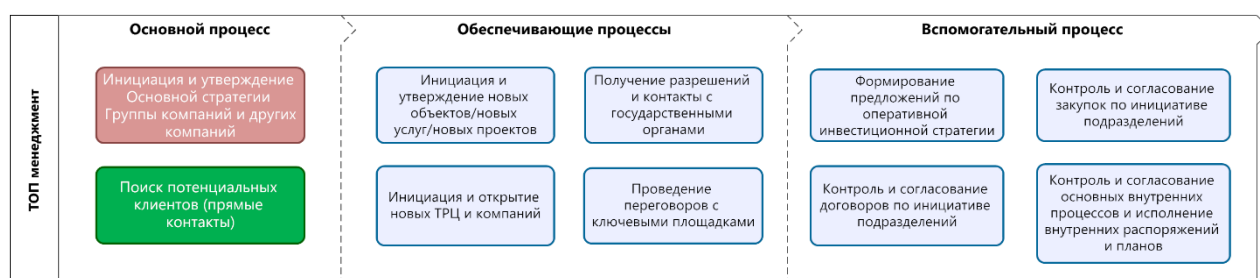 ТОП менеджмент
Основной процесс
Инициация и утверждение
Основной стратегии
Группы компаний и других
компаний
Поиск потенциальных
клиентов (прямые
контакты)
Обеспечивающие процессы
Инициация и
утверждение новых
объектов/новых
услуг/новых проектов
Получение разрешений
и контакты с
государственными
органами
Инициация и открытие
новых ТРЦ и компаний
Проведение
переговоров с
ключевыми площадками
Вспомогательный процесс
Формирование
предложений по
оперативной
инвестиционной стратегии
Контроль и согласование
закупок по инициативе
подразделений
Контроль и согласование
договоров по инициативе
подразделений
Контроль и согласование
основных внутренних
процессов и исполнение
внутренних распоряжений
и планов